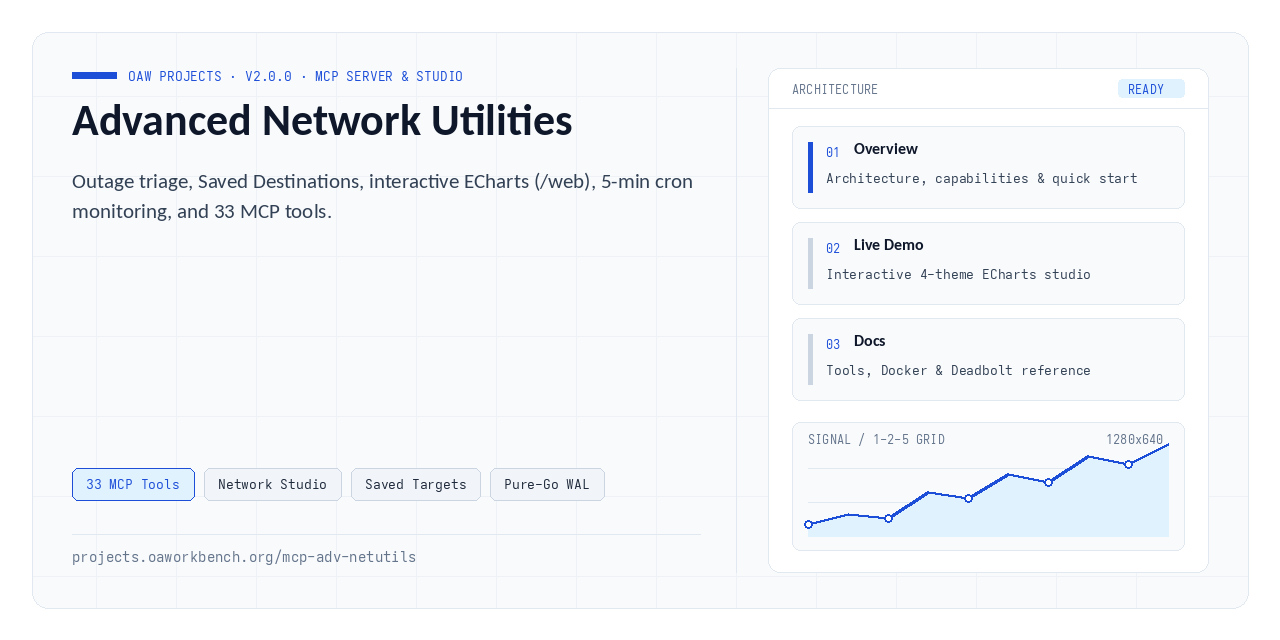 OAW PROJECTS · V2.0.0 · MCP SERVER & STUDIO
Advanced Network Utilities
Outage triage, Saved Destinations, interactive ECharts (/web), 5-min cron
monitoring, and 33 MCP tools.
33 MCP Tools
Network Studio
Saved Targets
Pure-Go WAL
projects.oaworkbench.org/mcp-adv-netutils
ARCHITECTURE
READY
01 Overview
Architecture, capabilities & quick start
02 Live Demo
Interactive 4-theme ECharts studio
03 Docs
Tools, Docker & Deadbolt reference
SIGNAL / 1-2-5 GRID
1280x640